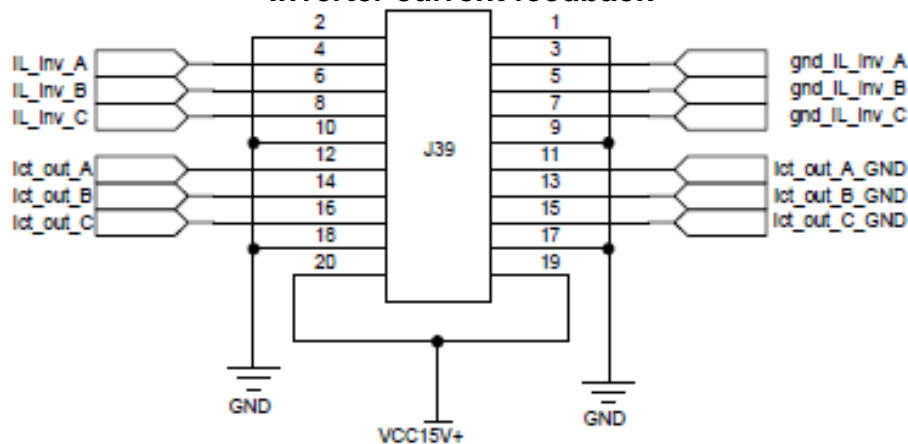 Inverter current feedback
2 1
IL_Inv_A 4 3 gnd_IL_Inv_A
IL_Inv_B 6 5 gnd_IL_Inv_B
IL_Inv_C 8 7 gnd_IL_Inv_C
10 9
J39
Ict_out_A 12 11 Ict_out_A_GND
Ict_out_B 14 13 Ict_out_B_GND
Ict_out_C 16 15 Ict_out_C_GND
18 17
20 19
GND GND
VCC15V+